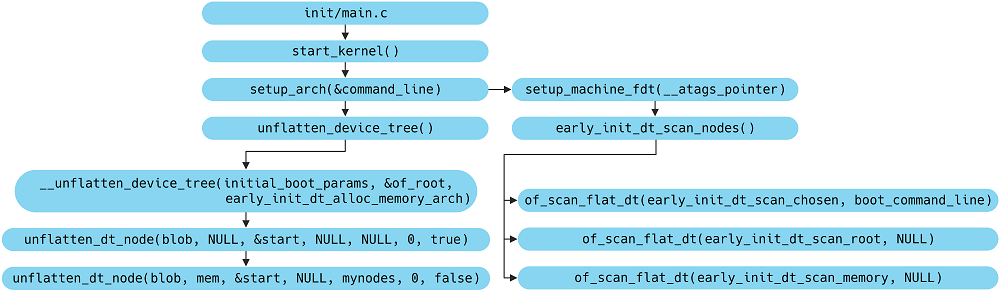 init/main.c
start_kernel()
setup_arch(&command_line)
setup_machine_fdt(__atags_pointer)
unflatten_device_tree()
early_init_dt_scan_nodes()
__unflatten_device_tree(initial_boot_params, &of_root,
early_init_dt_alloc_memory_arch)
of_scan_flat_dt(early_init_dt_scan_chosen, boot_command_line)
unflatten_dt_node(blob, NULL, &start, NULL, NULL, 0, true)
of_scan_flat_dt(early_init_dt_scan_root, NULL)
unflatten_dt_node(blob, mem, &start, NULL, mynodes, 0, false)
of_scan_flat_dt(early_init_dt_scan_memory, NULL)